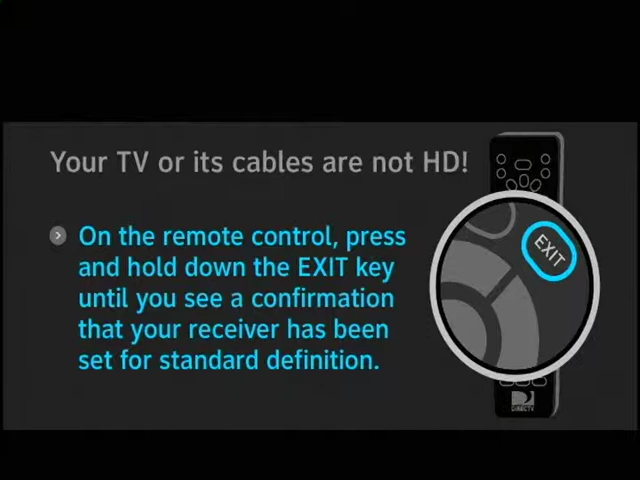 Your TV or its cables are not HD!
On the remote control, press
and hold down the EXIT key
until you see a confirmation
that your receiver has been
set for standard definition.
EXIT
DIRECTV